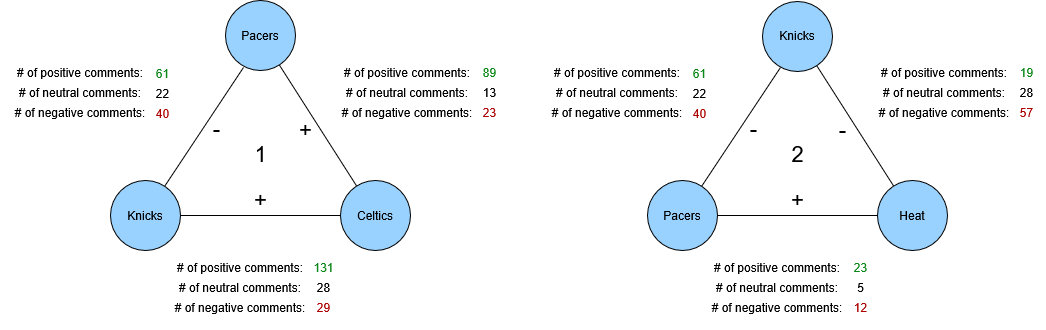 Pacers
# of positive comments: 61
# of neutral comments: 22
# of negative comments: 40
# of positive comments: 89
# of neutral comments: 13
# of negative comments: 23
- +
1
+
Knicks
Celtics
# of positive comments: 131
# of neutral comments: 28
# of negative comments: 29
Knicks
# of positive comments: 61
# of neutral comments: 22
# of negative comments: 40
# of positive comments: 19
# of neutral comments: 28
# of negative comments: 57
- -
2
+
Pacers
Heat
# of positive comments: 23
# of neutral comments: 5
# of negative comments: 12